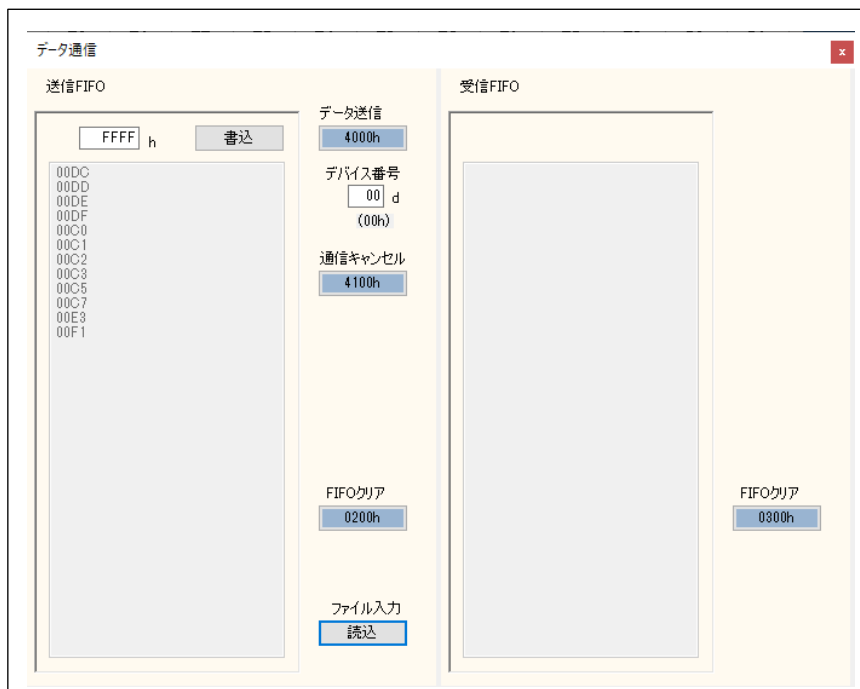 データ通信
x
送信FIFO
FFFF h 書込
00DC
00DD
00DE
00DF
00C0
00C1
00C2
00C3
00C5
00C7
00E3
00F1
データ送信
4000h
デバイス番号
00 d
(00h)
通信キャンセル
4100h
FIFOクリア
0200h
ファイル入力
読込
受信FIFO
FIFOクリア
0300h